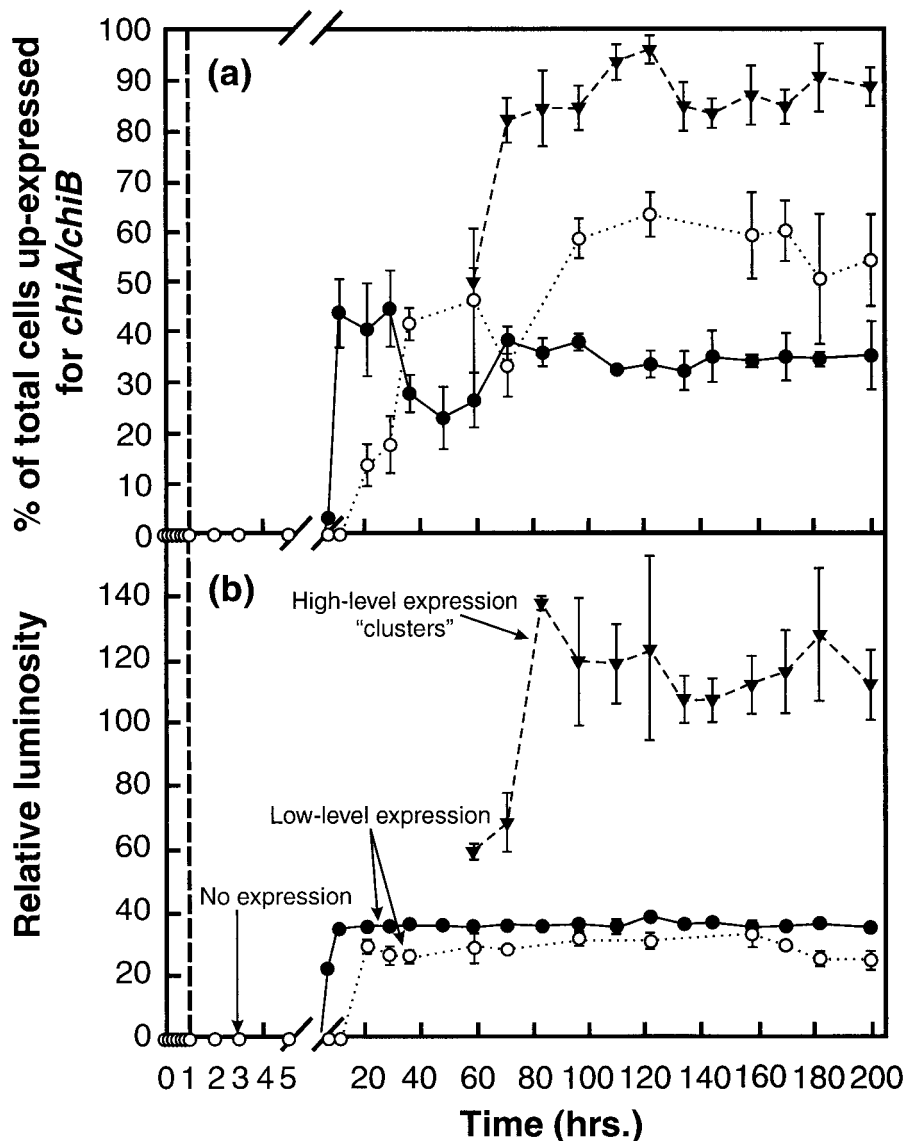 (a)
% of total cells up-expressed
for chiA/chiB
100
90
80
70
60
50
40
30
20
10
0
(b)
Relative luminosity
140
120
100
80
60
40
20
0
High-level expression
"clusters"
Low-level expression
No expression
0 1 2 3 4 5 20 40 60 80 100 120 140 160 180 200
Time (hrs.)